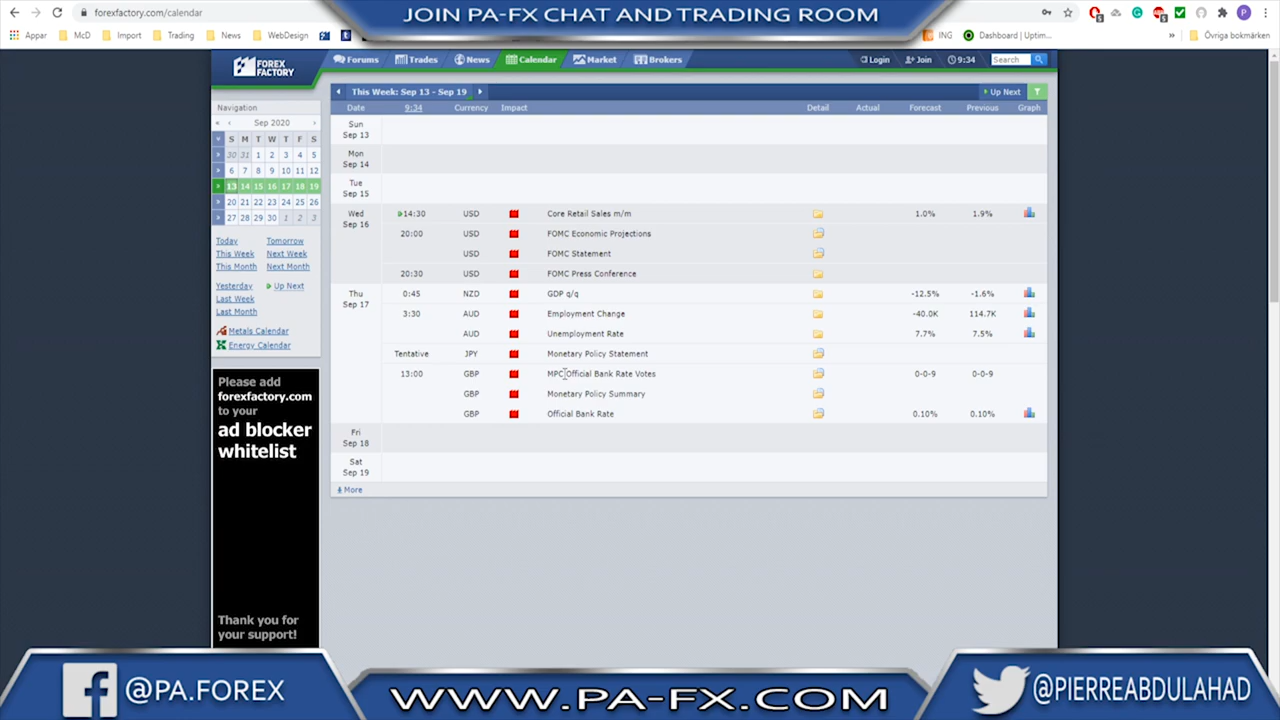 JOIN PA-FX CHAT AND TRADING ROOM
forexfactory.com/calendar
Appar McD Import Trading News WebDesign ING Dashboard | Uptim... » Övriga bokmärken
FOREX FACTORY Forums Trades News Calendar Market Brokers Login Join 9:34 Search
Navigation
« ‹ Sep 2020 ›
S M T W T F S
30 31 1 2 3 4 5
6 7 8 9 10 11 12
13 14 15 16 17 18 19
20 21 22 23 24 25 26
27 28 29 30 1 2 3
Today Tomorrow
This Week Next Week
This Month Next Month
Yesterday Up Next
Last Week
Last Month
Metals Calendar
Energy Calendar
Please add
forexfactory.com
to your
ad blocker
whitelist
Thank you for
your support!
This Week: Sep 13 - Sep 19 Up Next
Date 9:34 Currency Impact Detail Actual Forecast Previous Graph
Sun
Sep 13
Mon
Sep 14
Tue
Sep 15
Wed
Sep 16
14:30 USD Core Retail Sales m/m 1.0% 1.9%
20:00 USD FOMC Economic Projections
USD FOMC Statement
20:30 USD FOMC Press Conference
Thu
Sep 17
0:45 NZD GDP q/q -12.5% -1.6%
3:30 AUD Employment Change -40.0K 114.7K
AUD Unemployment Rate 7.7% 7.5%
Tentative JPY Monetary Policy Statement
13:00 GBP MPC Official Bank Rate Votes 0-0-9 0-0-9
GBP Monetary Policy Summary
GBP Official Bank Rate 0.10% 0.10%
Fri
Sep 18
Sat
Sep 19
More
@PA.FOREX
WWW.PA-FX.COM
@PIERREABDULAHAD